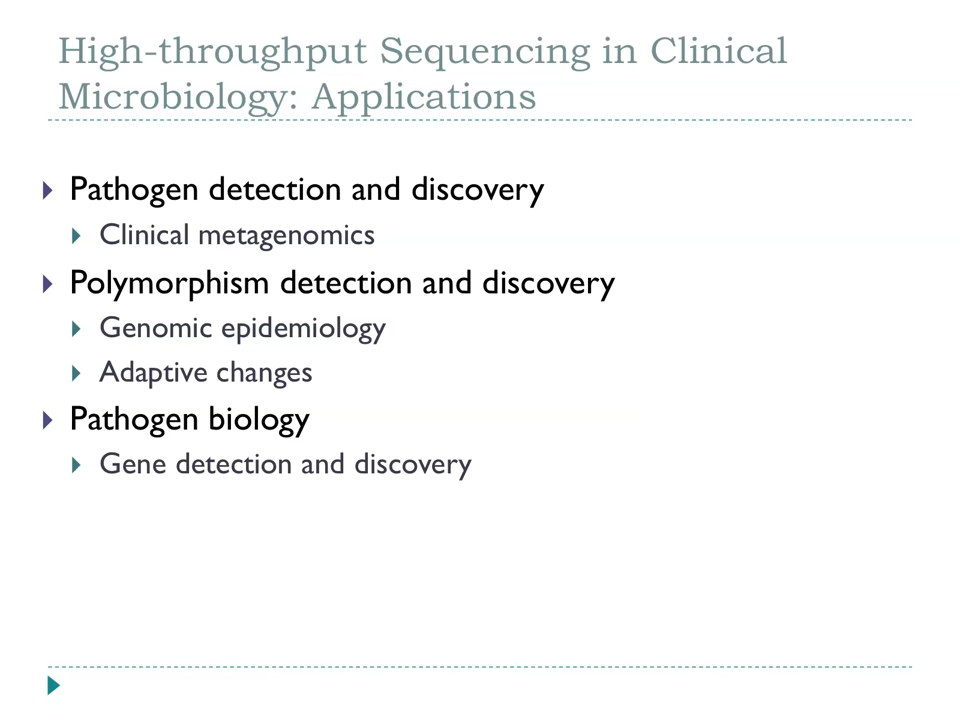 High-throughput Sequencing in Clinical
Microbiology: Applications
Pathogen detection and discovery
Clinical metagenomics
Polymorphism detection and discovery
Genomic epidemiology
Adaptive changes
Pathogen biology
Gene detection and discovery